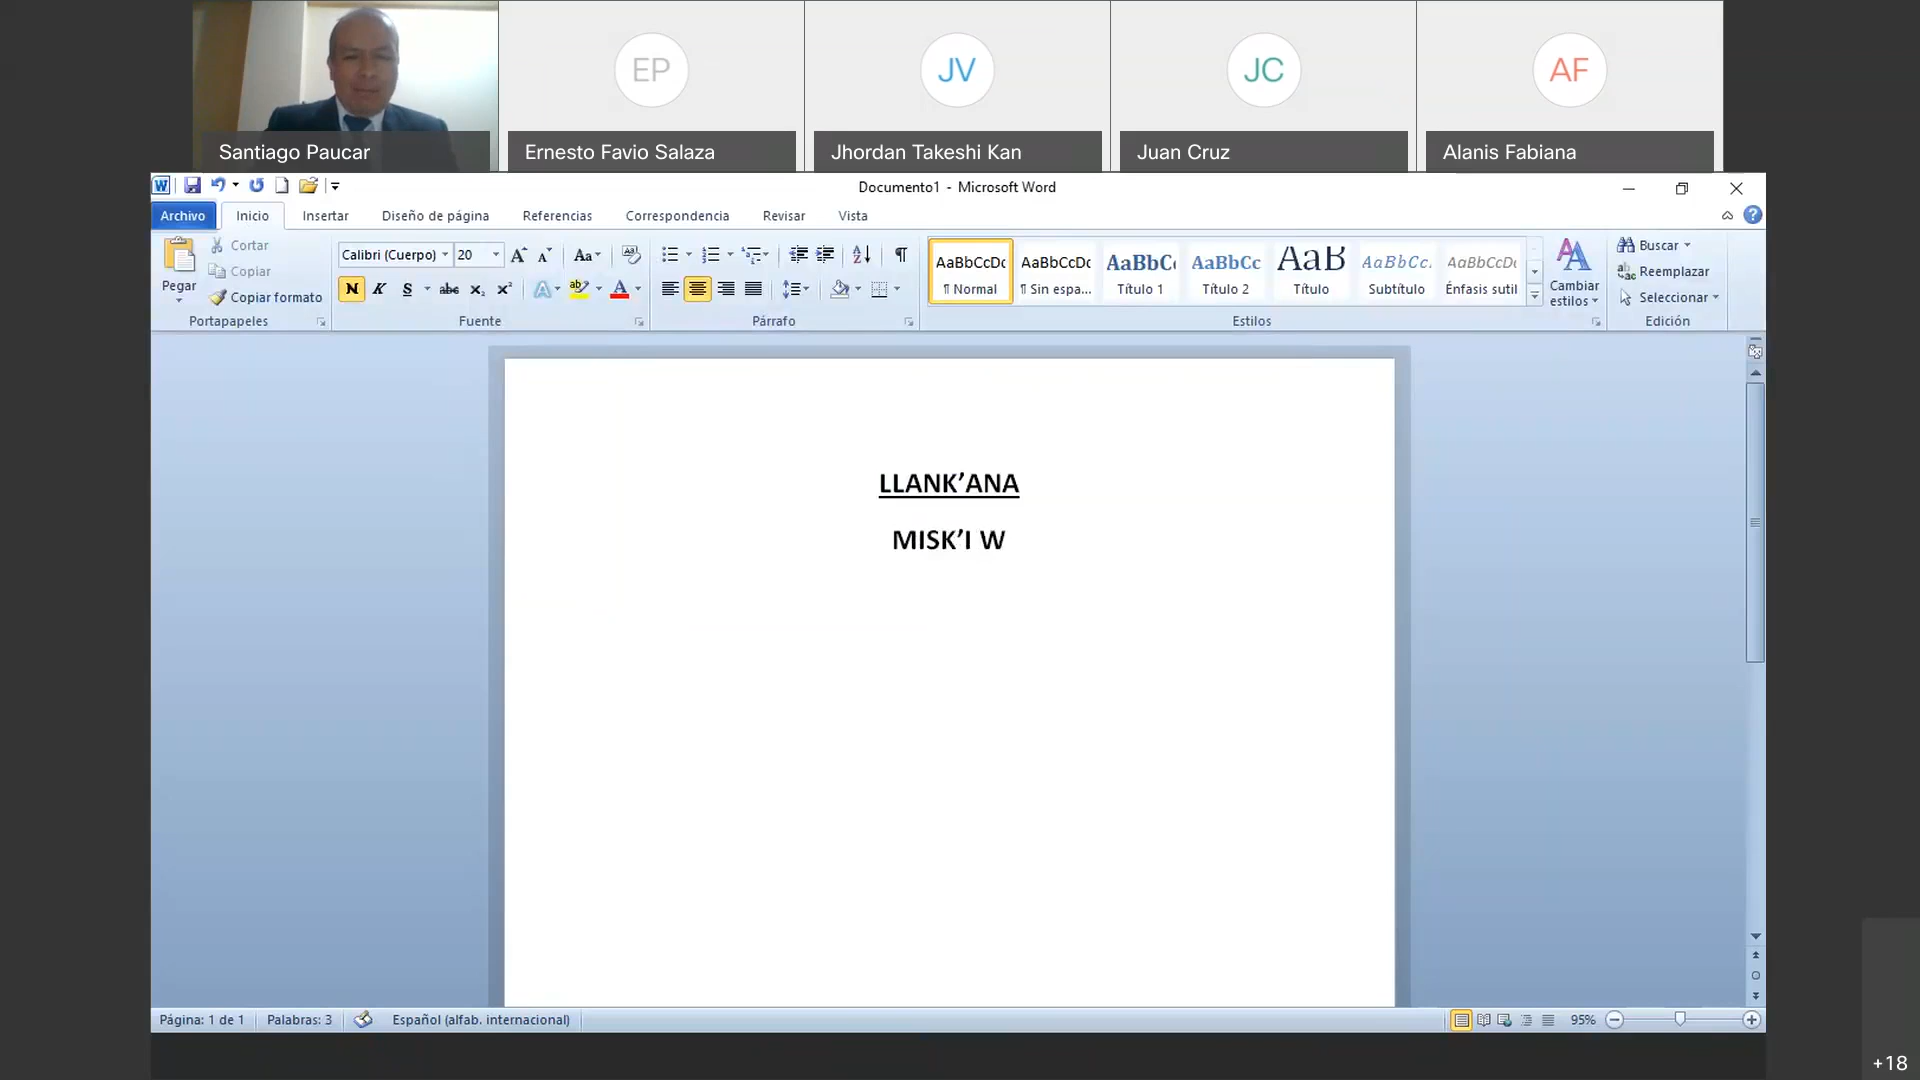 EP
JV
JC
AF
Santiago Paucar
Ernesto Favio Salaza
Jhordan Takeshi Kan
Juan Cruz
Alanis Fabiana
Documento1 - Microsoft Word
Archivo
Inicio
Insertar
Diseño de página
Referencias
Correspondencia
Revisar
Vista
Pegar
Cortar
Copiar
Copiar formato
Portapapeles
Calibri (Cuerpo)
20
N K S abc x₂ x²
Aa
Fuente
Párrafo
AaBbCcDc
¶ Normal
AaBbCcDc
¶ Sin espa...
AaBbC
Título 1
AaBbCc
Título 2
AaB
Título
AaBbCc.
Subtítulo
AaBbCcDc
Énfasis sutil
Cambiar
estilos
Estilos
Buscar
Reemplazar
Seleccionar
Edición
LLANK’ANA
MISK’I W
Página: 1 de 1
Palabras: 3
Español (alfab. internacional)
95%
+18